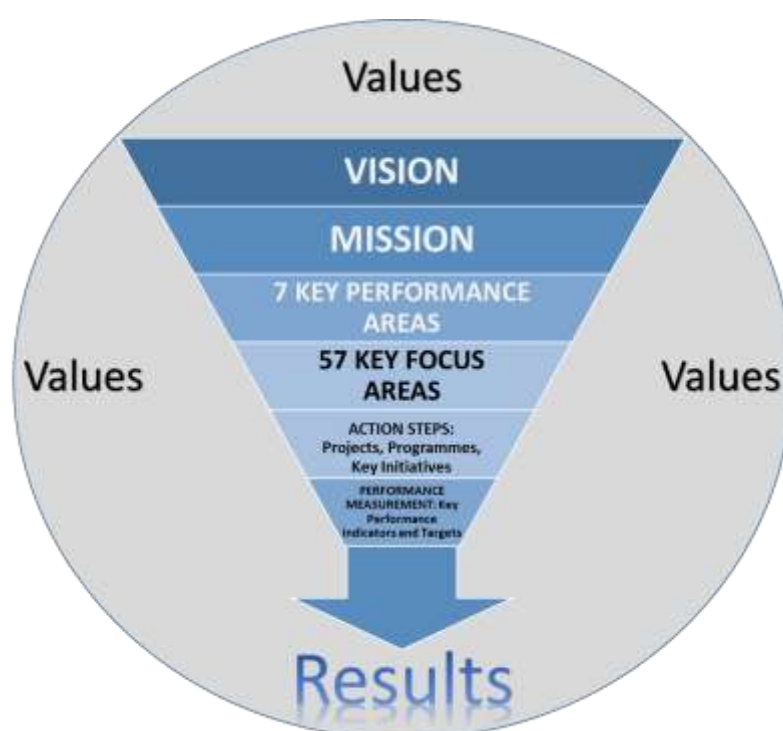 Values
VISION
MISSION
7 KEY PERFORMANCE
AREAS
57 KEY FOCUS
AREAS
Values
Values
ACTION STEPS:
Projects, Programmes,
Key Initiatives
PERFORMANCE
MEASUREMENT: Key
Performance
Indicators and Targets
Results